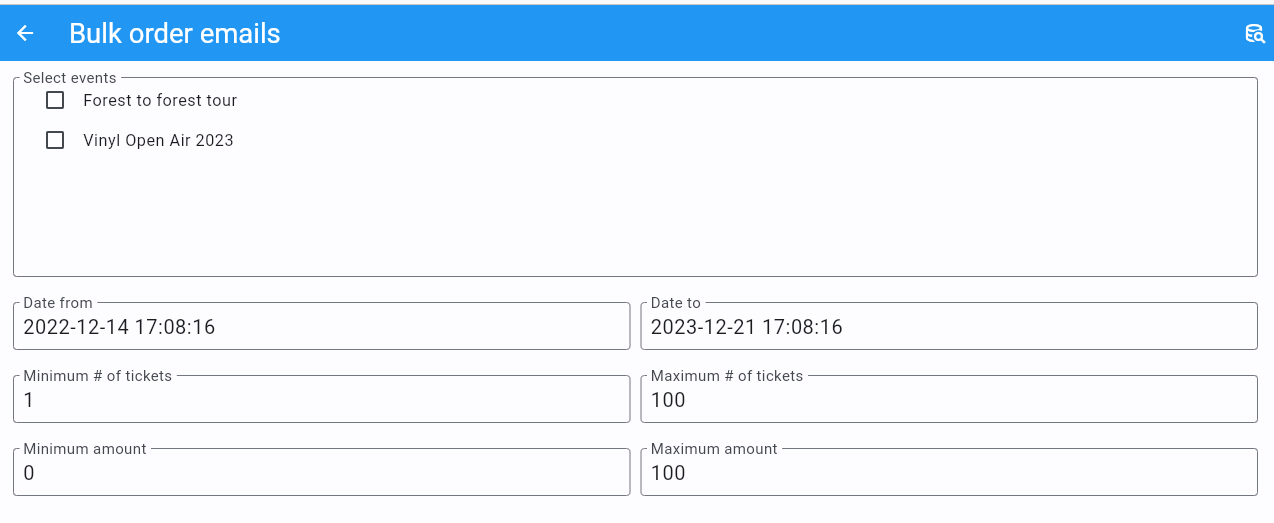 Bulk order emails
Select events
Forest to forest tour
Vinyl Open Air 2023
Date from
2022-12-14 17:08:16
Date to
2023-12-21 17:08:16
Minimum # of tickets
1
Maximum # of tickets
100
Minimum amount
0
Maximum amount
100